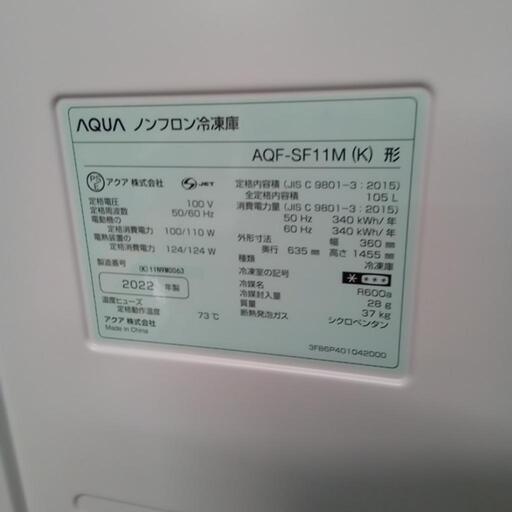 AQUA ノンフロン冷凍庫
AQF-SF11M (K) 形
PS E アクア 株式会社 S-JET
定格電圧 100 V
定格周波数 50/60 Hz
電動機の
定格消費電力 100/110 W
電熱装置の
定格消費電力 124/124 W
製造番号
(K)11NVW0063
2022 年製
温度ヒューズ
定格動作温度 73℃
アクア 株式会社
Made in China
定格内容積 (JIS C 9801-3 : 2015)
全定格内容積 105 L
消費電力量 (JIS C 9801-3 : 2015)
50 Hz 340 kWh/年
60 Hz 340 kWh/年
外形寸法 幅 360 ㎜
奥行 635 ㎜ 高さ 1455 ㎜
種類 冷凍庫
冷凍室の記号
冷媒名 R600a
冷媒封入量 28 g
質量 37 kg
断熱発泡ガス シクロペンタン
3FB6P401042000